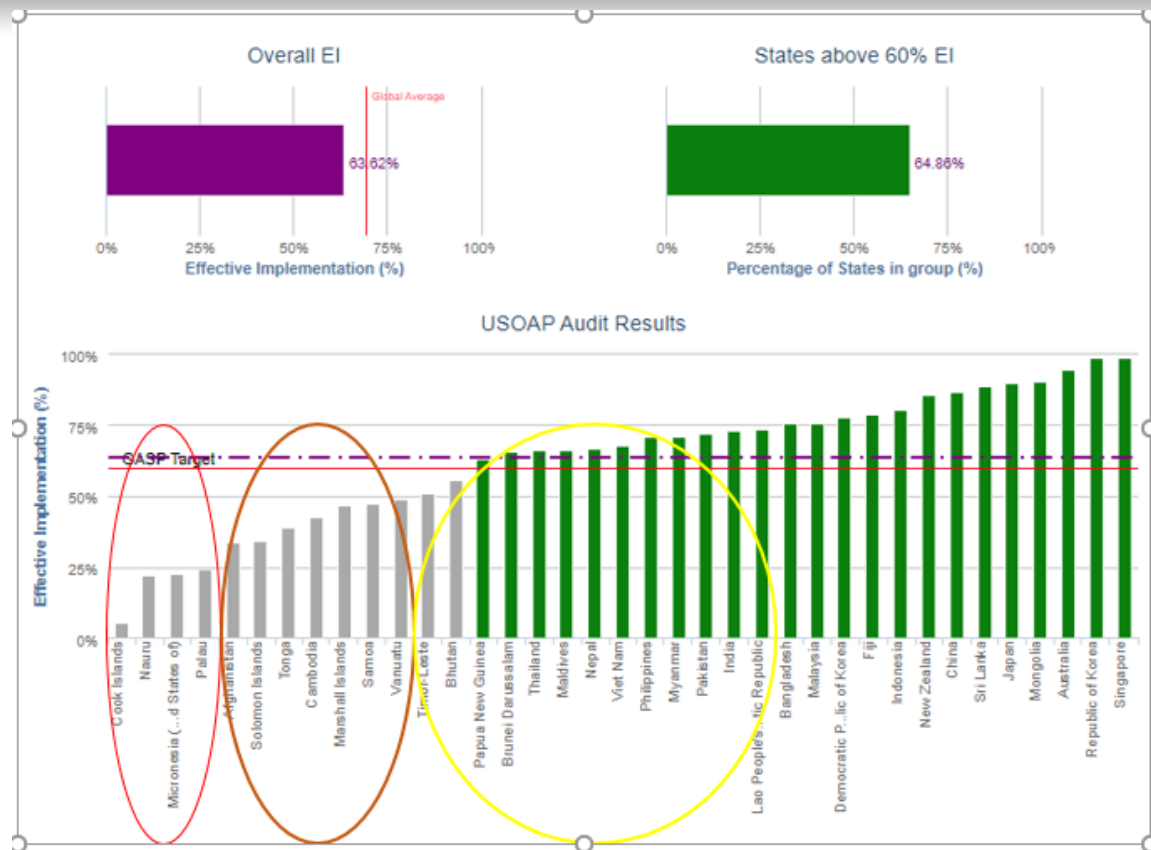 Overall EI
States above 60% EI
Global Average
63.62%
64.86%
0%
25%
50%
75%
100%
0%
25%
50%
75%
100%
Effective Implementation (%)
Percentage of States in group (%)
USOAP Audit Results
Effective Implementation (%)
100%
75%
GASP Target
50%
25%
0%
Cook Islands
Nauru
Micronesia (...d States of)
Palau
Afghanistan
Solomon Islands
Tonga
Cambodia
Marshall Islands
Samoa
Vanuatu
Timor-Leste
Bhutan
Papua New Guinea
Brunei Darussalam
Thailand
Maldives
Nepal
Viet Nam
Philippines
Myanmar
Pakistan
India
Lao People's...tic Republic
Bangladesh
Malaysia
Democratic P...lic of Korea
Fiji
Indonesia
New Zealand
China
Sri Lanka
Japan
Mongolia
Australia
Republic of Korea
Singapore